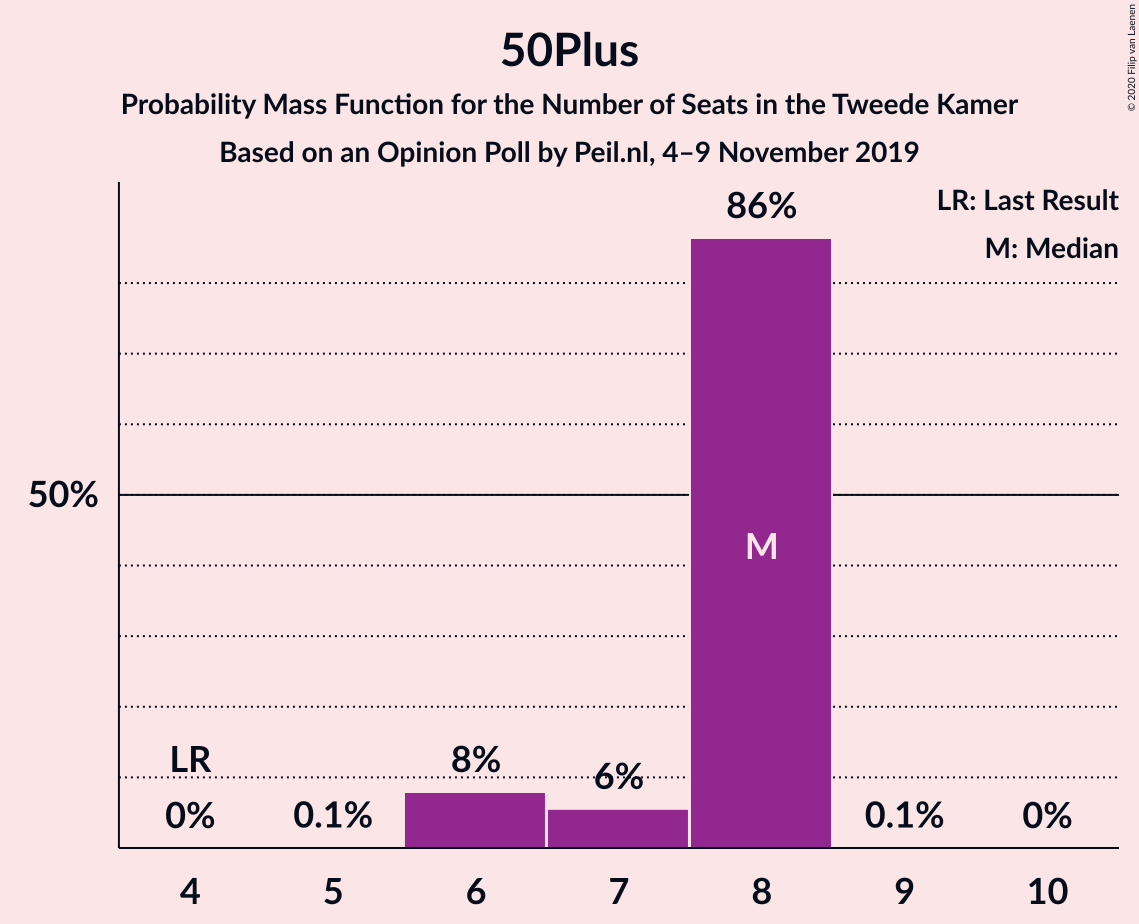 50Plus
Probability Mass Function for the Number of Seats in the Tweede Kamer
Based on an Opinion Poll by Peil.nl, 4–9 November 2019
© 2020 Filip van Laenen
LR: Last Result
M: Median
86%
50%
M
LR
8%
6%
0%
0.1%
0.1%
0%
4 5 6 7 8 9 10